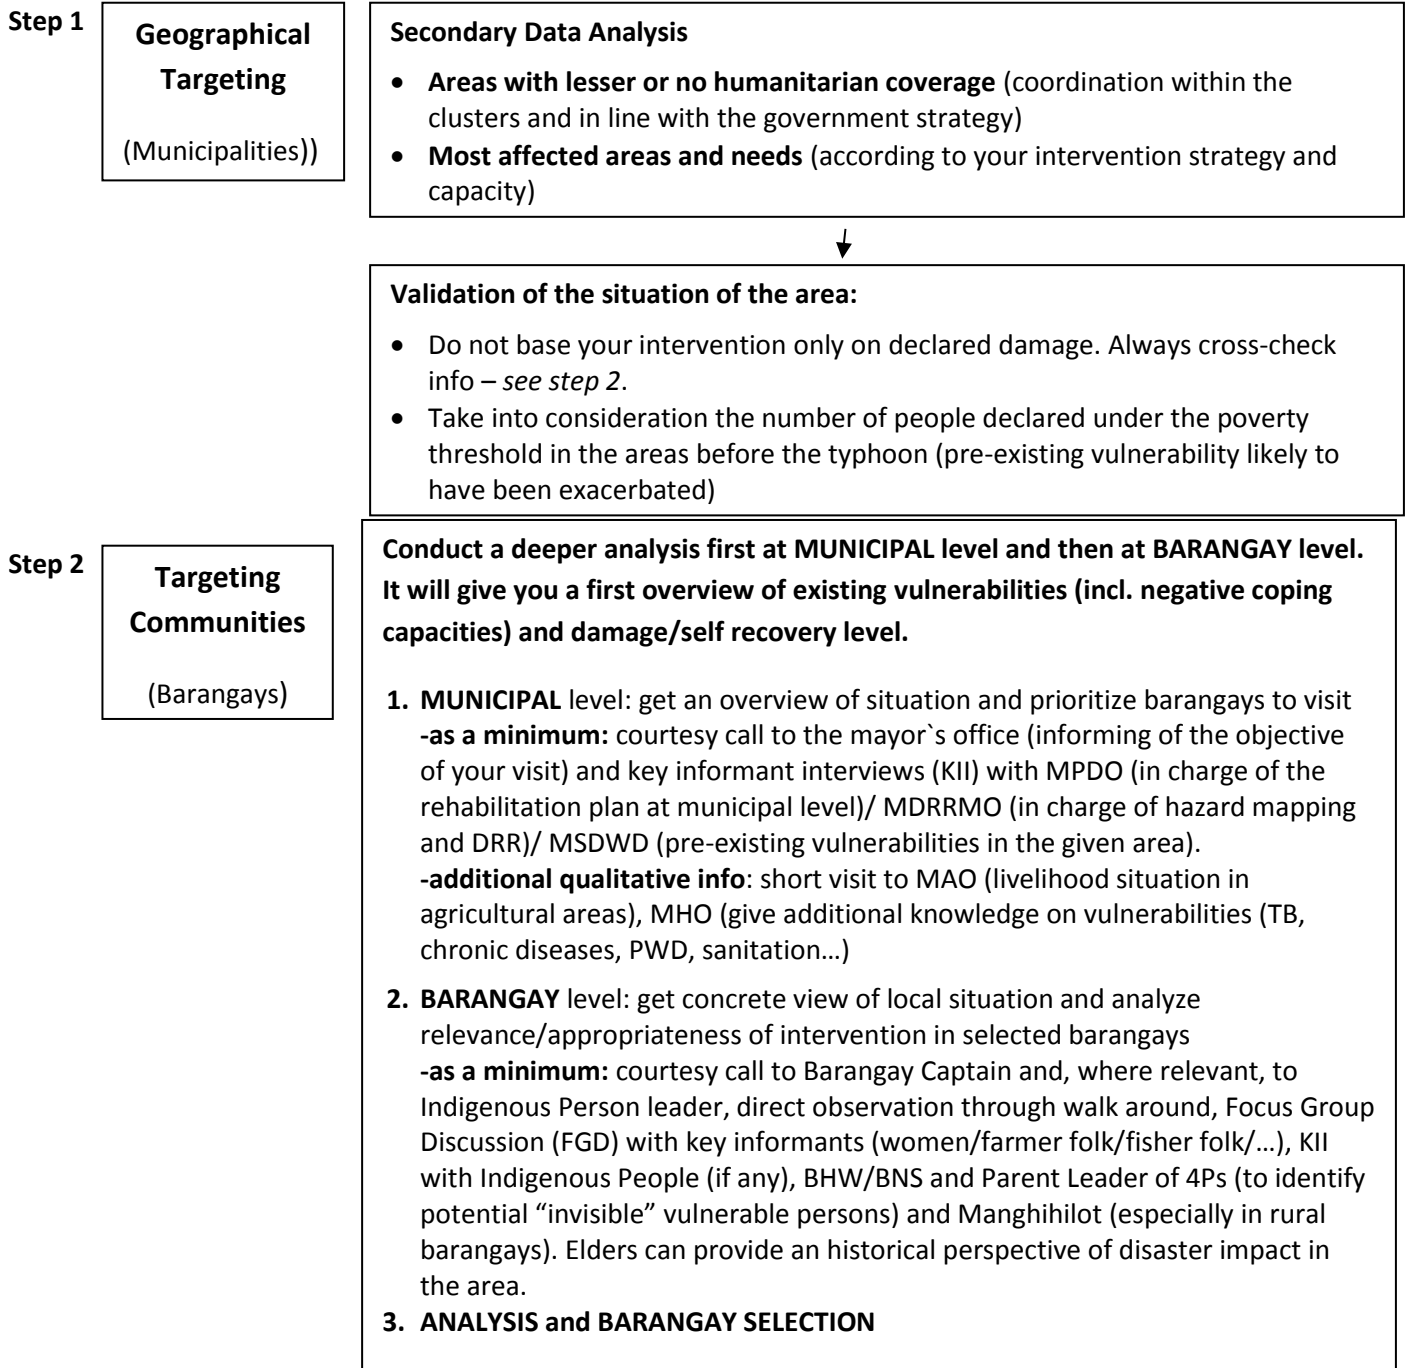 Step 1
Geographical
Targeting
(Municipalities))
Secondary Data Analysis
• Areas with lesser or no humanitarian coverage (coordination within the
clusters and in line with the government strategy)
• Most affected areas and needs (according to your intervention strategy and
capacity)
Validation of the situation of the area:
• Do not base your intervention only on declared damage. Always cross-check
info – see step 2.
• Take into consideration the number of people declared under the poverty
threshold in the areas before the typhoon (pre-existing vulnerability likely to
have been exacerbated)
Step 2
Targeting
Communities
(Barangays)
Conduct a deeper analysis first at MUNICIPAL level and then at BARANGAY level.
It will give you a first overview of existing vulnerabilities (incl. negative coping
capacities) and damage/self recovery level.
1. MUNICIPAL level: get an overview of situation and prioritize barangays to visit
-as a minimum: courtesy call to the mayor`s office (informing of the objective
of your visit) and key informant interviews (KII) with MPDO (in charge of the
rehabilitation plan at municipal level)/ MDRRMO (in charge of hazard mapping
and DRR)/ MSDWD (pre-existing vulnerabilities in the given area).
-additional qualitative info: short visit to MAO (livelihood situation in
agricultural areas), MHO (give additional knowledge on vulnerabilities (TB,
chronic diseases, PWD, sanitation…)
2. BARANGAY level: get concrete view of local situation and analyze
relevance/appropriateness of intervention in selected barangays
-as a minimum: courtesy call to Barangay Captain and, where relevant, to
Indigenous Person leader, direct observation through walk around, Focus Group
Discussion (FGD) with key informants (women/farmer folk/fisher folk/…), KII
with Indigenous People (if any), BHW/BNS and Parent Leader of 4Ps (to identify
potential “invisible” vulnerable persons) and Manghihilot (especially in rural
barangays). Elders can provide an historical perspective of disaster impact in
the area.
3. ANALYSIS and BARANGAY SELECTION